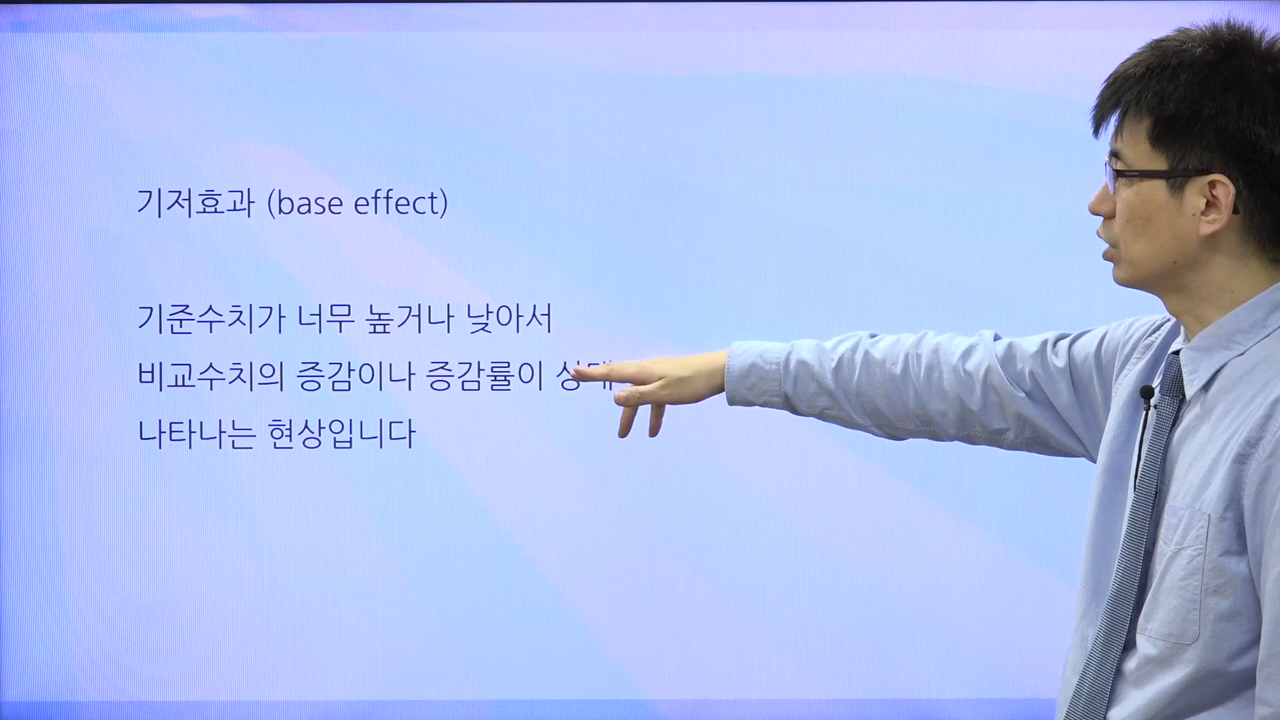 기저효과 (base effect)
기준수치가 너무 높거나 낮아서
비교수치의 증감이나 증감률이
나타나는 현상입니다